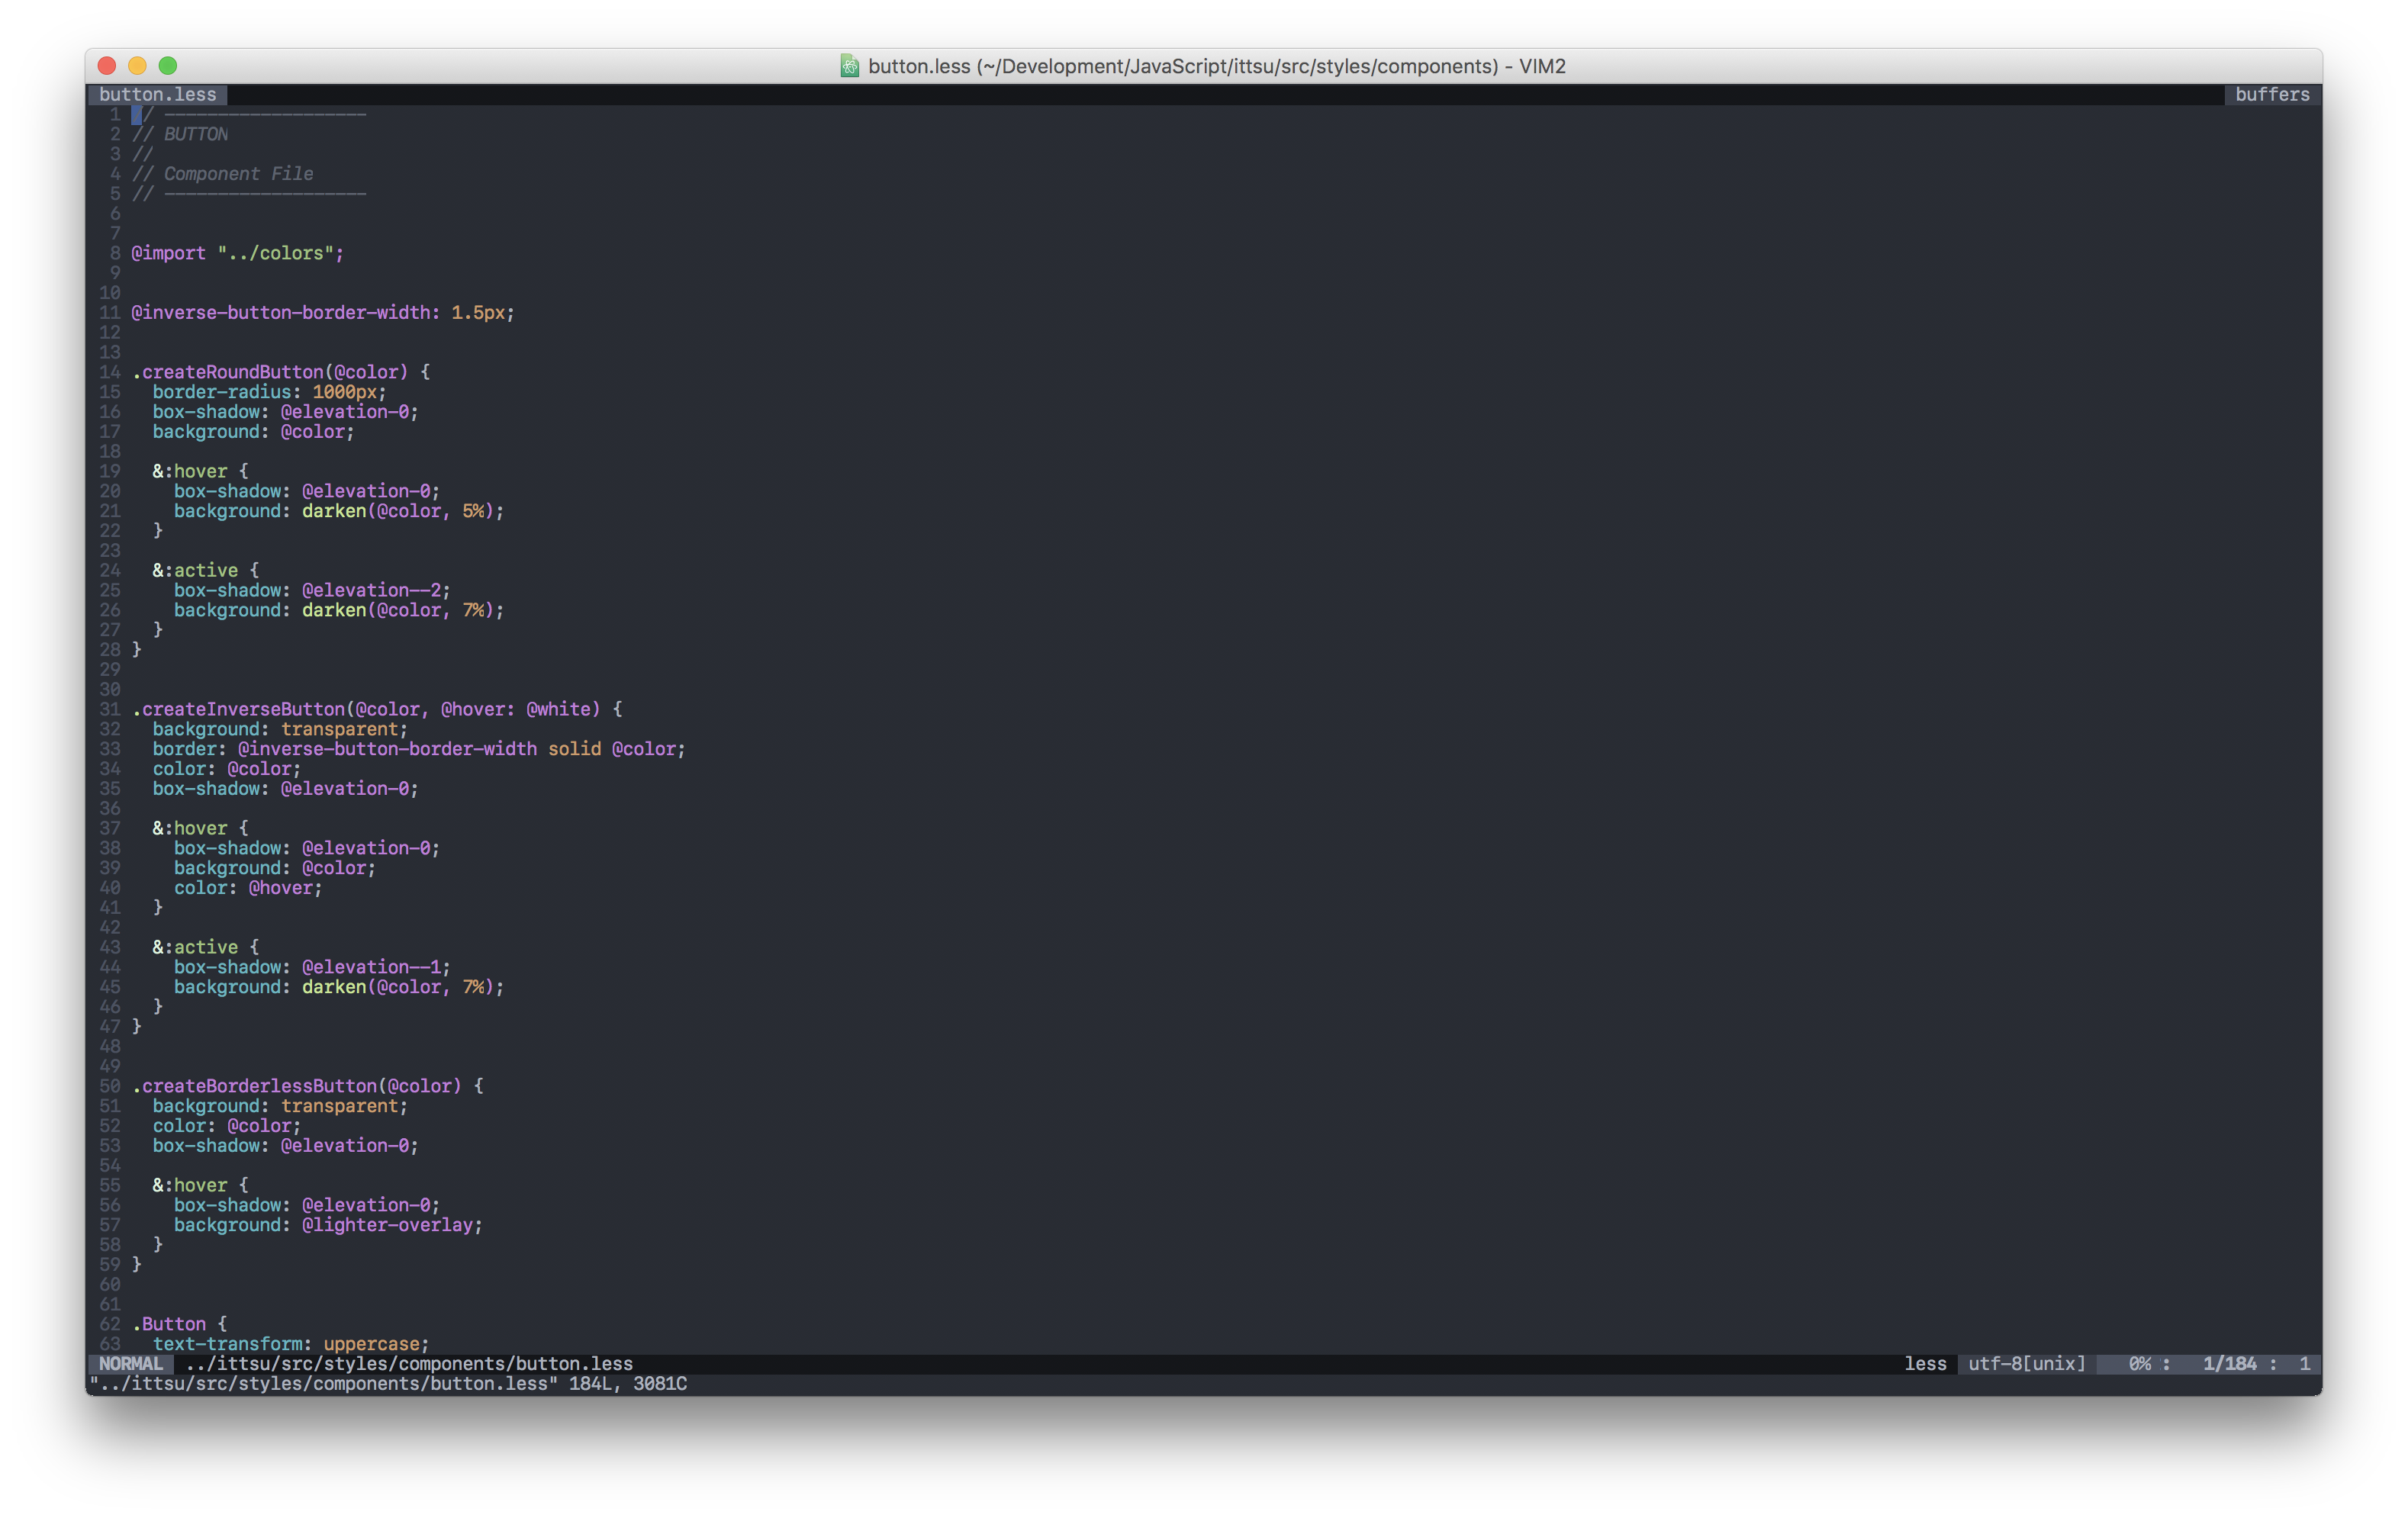 button.less (~/Development/JavaScript/ittsu/src/styles/components) - VIM2
button.less buffers
1 // ———————————————————
2 // BUTTON
3 //
4 // Component File
5 // ———————————————————
6
7
8 @import "../colors";
9
10
11 @inverse-button-border-width: 1.5px;
12
13
14 .createRoundButton(@color) {
15   border-radius: 1000px;
16   box-shadow: @elevation-0;
17   background: @color;
18
19   &:hover {
20     box-shadow: @elevation-0;
21     background: darken(@color, 5%);
22   }
23
24   &:active {
25     box-shadow: @elevation--2;
26     background: darken(@color, 7%);
27   }
28 }
29
30
31 .createInverseButton(@color, @hover: @white) {
32   background: transparent;
33   border: @inverse-button-border-width solid @color;
34   color: @color;
35   box-shadow: @elevation-0;
36
37   &:hover {
38     box-shadow: @elevation-0;
39     background: @color;
40     color: @hover;
41   }
42
43   &:active {
44     box-shadow: @elevation--1;
45     background: darken(@color, 7%);
46   }
47 }
48
49
50 .createBorderlessButton(@color) {
51   background: transparent;
52   color: @color;
53   box-shadow: @elevation-0;
54
55   &:hover {
56     box-shadow: @elevation-0;
57     background: @lighter-overlay;
58   }
59 }
60
61
62 .Button {
63   text-transform: uppercase;
NORMAL ../ittsu/src/styles/components/button.less less utf-8[unix] 0% : 1/184 : 1
"../ittsu/src/styles/components/button.less" 184L, 3081C